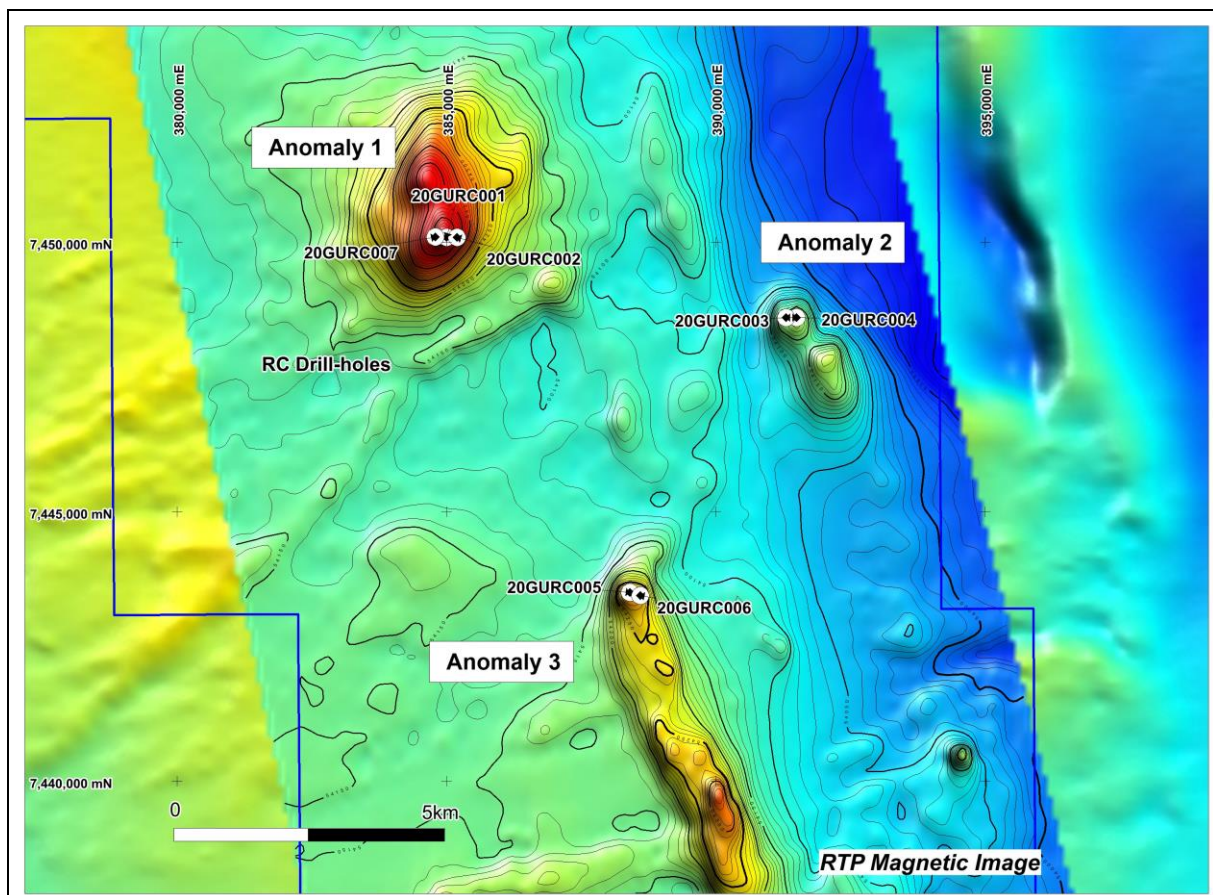 380,000 mE
385,000 mE
390,000 mE
395,000 mE
Anomaly 1
20GURC001
7,450,000 mN
20GURC007
20GURC002
Anomaly 2
20GURC003
20GURC004
RC Drill-holes
7,445,000 mN
20GURC005
20GURC006
Anomaly 3
7,440,000 mN
0
5km
RTP Magnetic Image